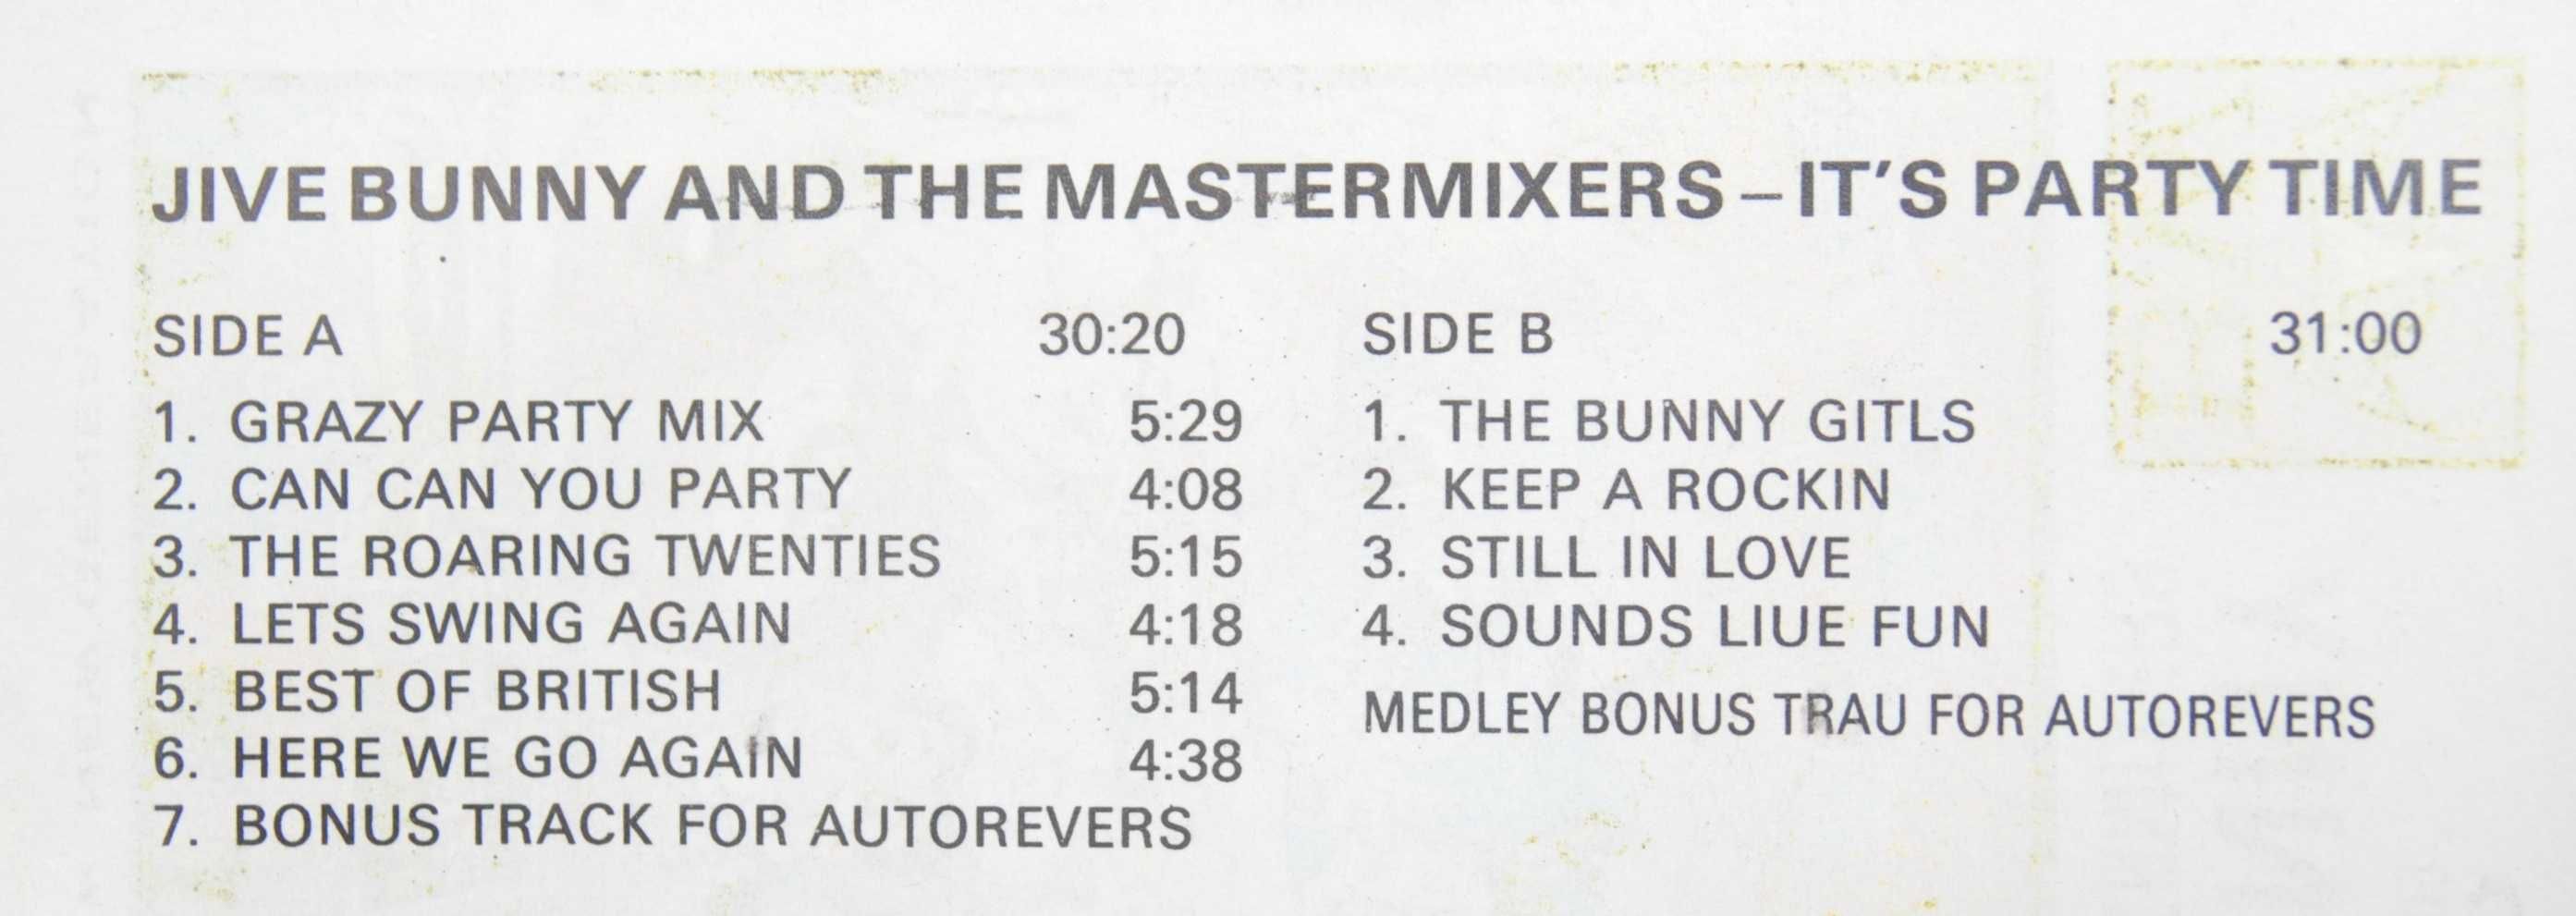 JIVE BUNNY AND THE MASTERMIXERS – IT'S PARTY TIME
SIDE A 30:20
1. GRAZY PARTY MIX 5:29
2. CAN CAN YOU PARTY 4:08
3. THE ROARING TWENTIES 5:15
4. LETS SWING AGAIN 4:18
5. BEST OF BRITISH 5:14
6. HERE WE GO AGAIN 4:38
7. BONUS TRACK FOR AUTOREVERS
SIDE B 31:00
1. THE BUNNY GITLS
2. KEEP A ROCKIN
3. STILL IN LOVE
4. SOUNDS LIUE FUN
MEDLEY BONUS TRAU FOR AUTOREVERS